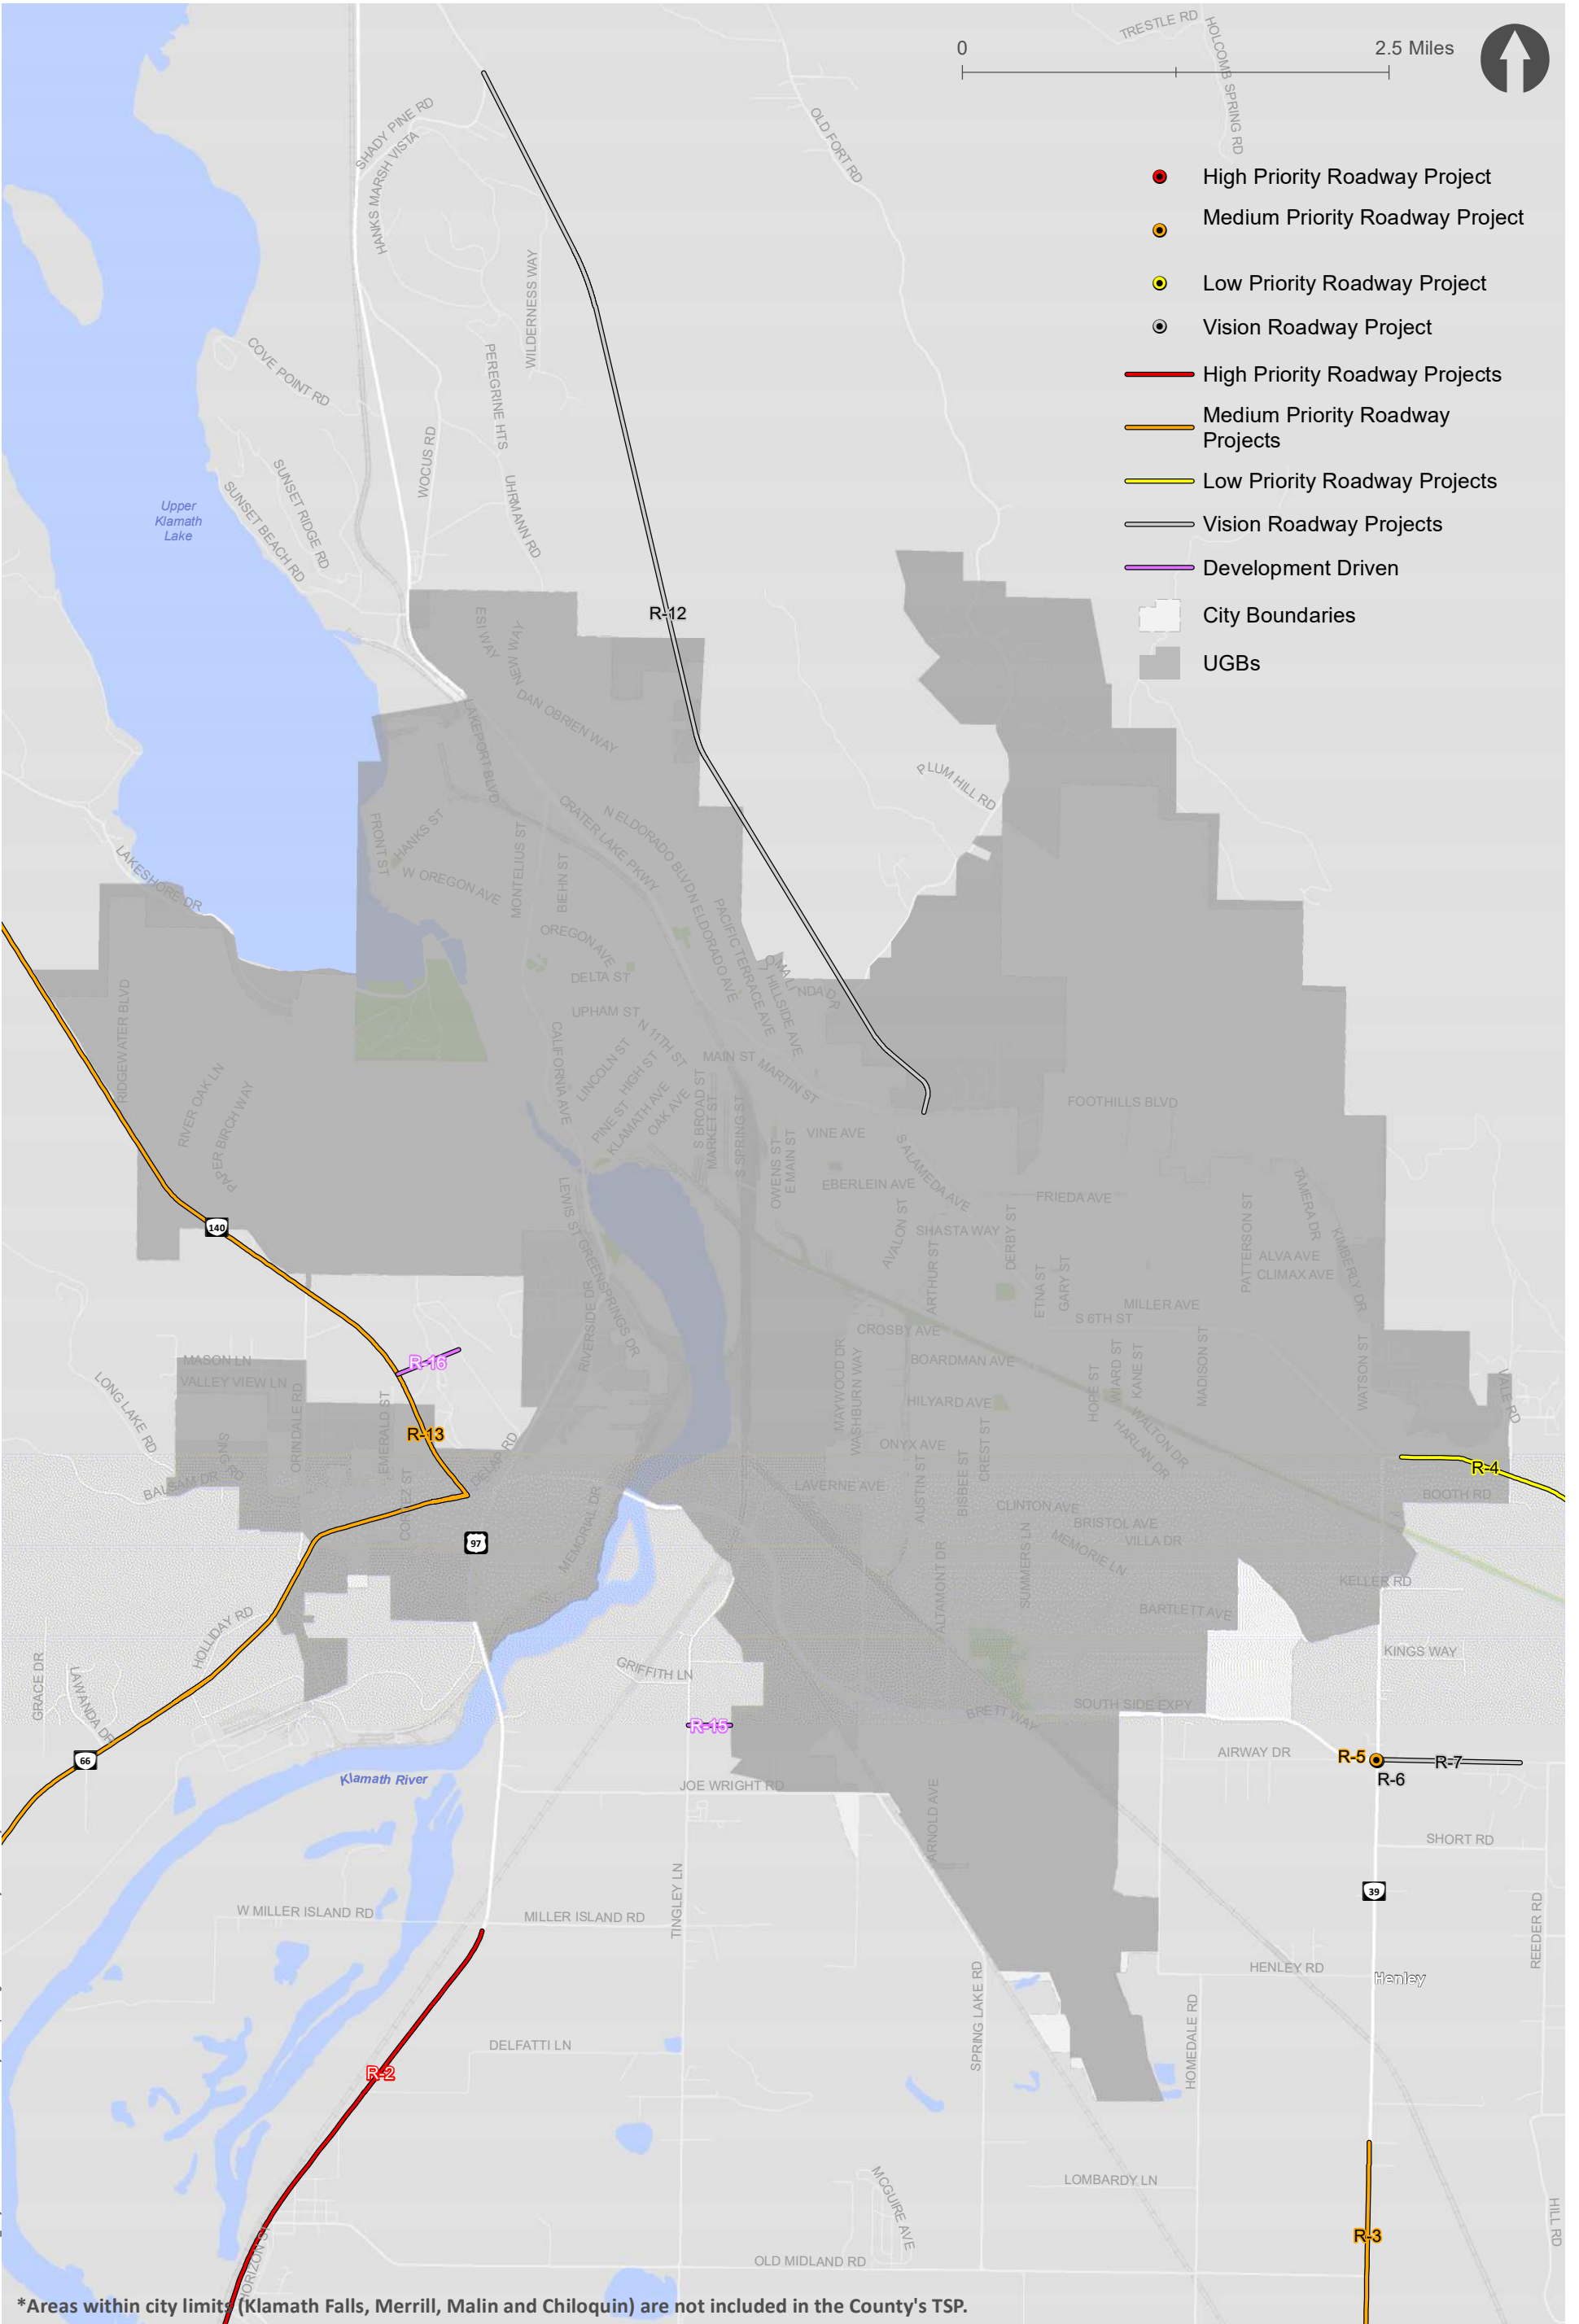 0
2.5 Miles
TRESTLE RD
HOLCOMB SPRING RD
OLD FORT RD
SHADY PINE RD
HANKS MARSH VISTA
High Priority Roadway Project
Medium Priority Roadway Project
Low Priority Roadway Project
Vision Roadway Project
High Priority Roadway Projects
Medium Priority Roadway
Projects
Low Priority Roadway Projects
Vision Roadway Projects
Development Driven
City Boundaries
UGBs
WILDERNESS WAY
COVE POINT RD
PEREGRINE HTS
WOCUS RD
SUNSET RIDGE RD
SUNSET BEACH RD
UHRMANN RD
Upper
Klamath
Lake
R-12
ESI WAY
NEW WAY
DAN OBRIEN WAY
LAKEPORT BLVD
PLUM HILL RD
FRONT ST
HANKS ST
CRATER LAKE PKWY
N ELDORADO BLVD
N ELDORADO AVE
MONTELIUS ST
BIEHN ST
W OREGON AVE
LAKESHORE DR
OREGON AVE
PACIFIC TERRACE AVE
DELTA ST
HILLSIDE AVE
UPHAM ST
N 11TH ST
RIDGEWATER BLVD
CALIFORNIA AVE
LINCOLN ST
HIGH ST
MAIN ST
MARTIN ST
RIVER OAK LN
PAPER BIRCH WAY
PINE ST
KLAMATH AVE
OAK AVE
S BROAD ST
MARKET ST
S SPRING ST
FOOTHILLS BLVD
VINE AVE
OWENS ST
E MAIN ST
S ALAMEDA AVE
EBERLEIN AVE
FRIEDA AVE
TAMERA DR
140
LEWIS ST
GREENSPRINGS DR
AVALON ST
SHASTA WAY
DERBY ST
PATTERSON ST
KIMBERLY DR
ALVA AVE
CLIMAX AVE
ARTHUR ST
ETNA ST
GARY ST
MILLER AVE
S 6TH ST
RIVERSIDE DR
CROSBY AVE
MASON LN
VALLEY VIEW LN
R-16
BOARDMAN AVE
MAYWOOD DR
WASHBURN WAY
HOPE ST
WIARD ST
KANE ST
MADISON ST
WATSON ST
VALE RD
LONG LAKE RD
ORINDALE RD
EMERALD ST
HILYARD AVE
R-13
DELAP RD
ONYX AVE
CREST ST
WALTON DR
HARLAN DR
R-4
BALSAM DR
LAVERNE AVE
AUSTIN ST
BISBEE ST
BOOTH RD
CLINTON AVE
BRISTOL AVE
VILLA DR
97
MEMORIAL DR
ALTAMONT DR
SUMMERS LN
MEMORIE LN
KELLER RD
BARTLETT AVE
HOLLIDAY RD
GRACE DR
LAWANDA DR
GRIFFITH LN
KINGS WAY
SOUTH SIDE EXPY
BRETT WAY
R-15
66
AIRWAY DR
R-5
R-7
R-6
Klamath River
JOE WRIGHT RD
ARNOLD AVE
SHORT RD
39
W MILLER ISLAND RD
MILLER ISLAND RD
TINGLEY LN
REEDER RD
HENLEY RD
Henley
SPRING LAKE RD
HOMEDALE RD
DELFATTI LN
R-2
LOMBARDY LN
MCGUIRE AVE
R-3
HILL RD
HORIZON ST
OLD MIDLAND RD
*Areas within city limits (Klamath Falls, Merrill, Malin and Chiloquin) are not included in the County's TSP.